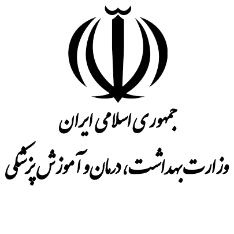 جمهوری اسلامی ایران
وزارت بهداشت، درمان و آموزش پزشکی